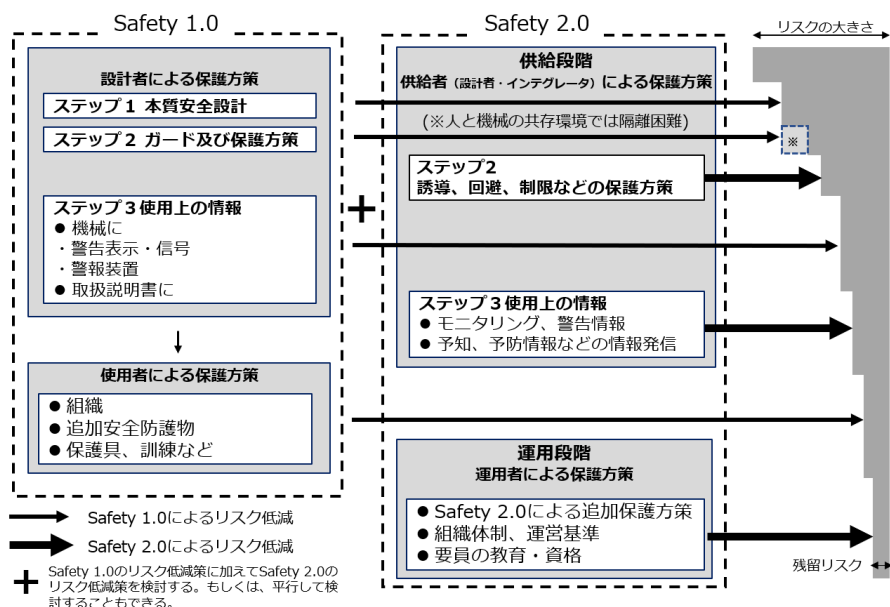 Safety 1.0
設計者による保護方策
ステップ1 本質安全設計
ステップ2 ガード及び保護方策
ステップ3使用上の情報
● 機械に
・警告表示・信号
・警報装置
● 取扱説明書に
使用者による保護方策
● 組織
● 追加安全防護物
● 保護具、訓練など
+
Safety 2.0
供給段階
供給者（設計者・インテグレータ）による保護方策
(※人と機械の共存環境では隔離困難)
ステップ2
誘導、回避、制限などの保護方策
ステップ3使用上の情報
● モニタリング、警告情報
● 予知、予防情報などの情報発信
運用段階
運用者による保護方策
● Safety 2.0による追加保護方策
● 組織体制、運営基準
● 要員の教育・資格
リスクの大きさ
※
残留リスク
Safety 1.0によるリスク低減
Safety 2.0によるリスク低減
+ Safety 1.0のリスク低減策に加えてSafety 2.0の
リスク低減策を検討する。もしくは、平行して検
討することもできる。